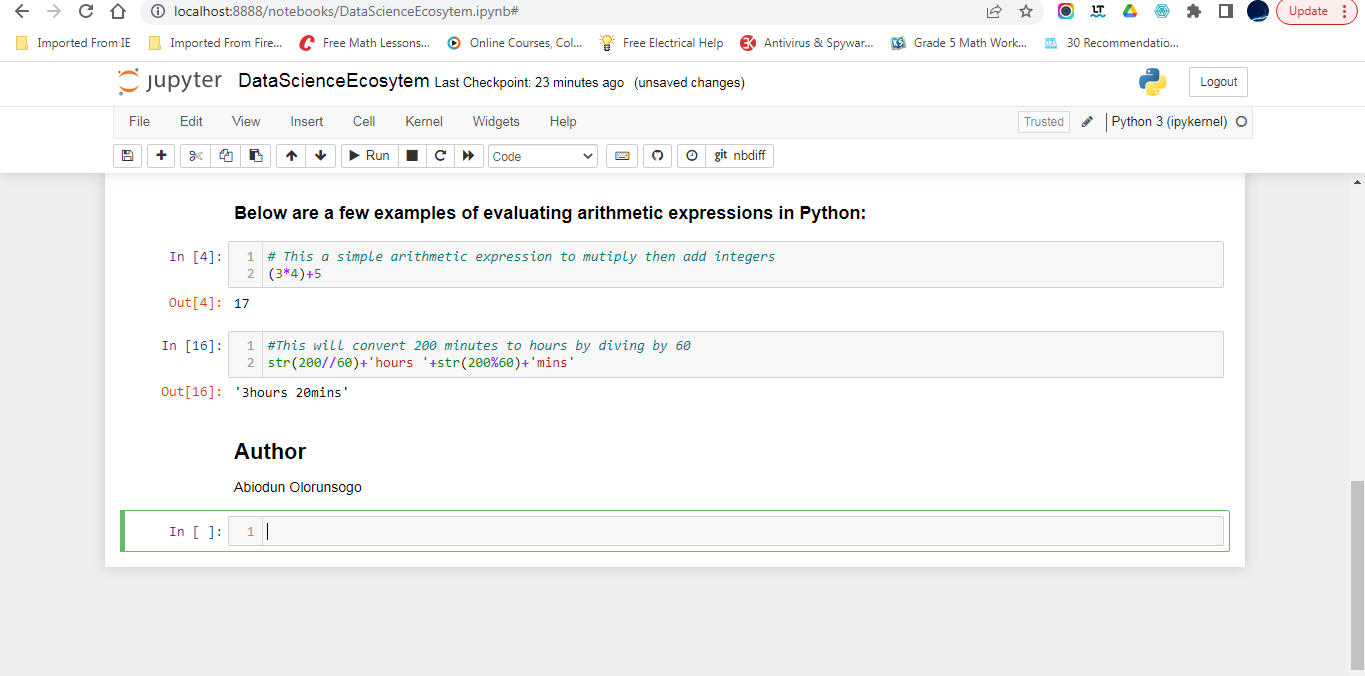 localhost:8888/notebooks/DataScienceEcosytem.ipynb#
Update
Imported From IE
Imported From Fire...
Free Math Lessons...
Online Courses, Col...
Free Electrical Help
Antivirus & Spywar...
Grade 5 Math Work...
30 Recommendatio...
jupyter DataScienceEcosytem Last Checkpoint: 23 minutes ago (unsaved changes)
Logout
File Edit View Insert Cell Kernel Widgets Help
Trusted
Python 3 (ipykernel)
Run
Code
git nbdiff
Below are a few examples of evaluating arithmetic expressions in Python:
In [4]:
1 # This a simple arithmetic expression to mutiply then add integers
2 (3*4)+5
Out[4]: 17
In [16]:
1 #This will convert 200 minutes to hours by diving by 60
2 str(200//60)+'hours '+str(200%60)+'mins'
Out[16]: '3hours 20mins'
Author
Abiodun Olorunsogo
In [ ]: 1